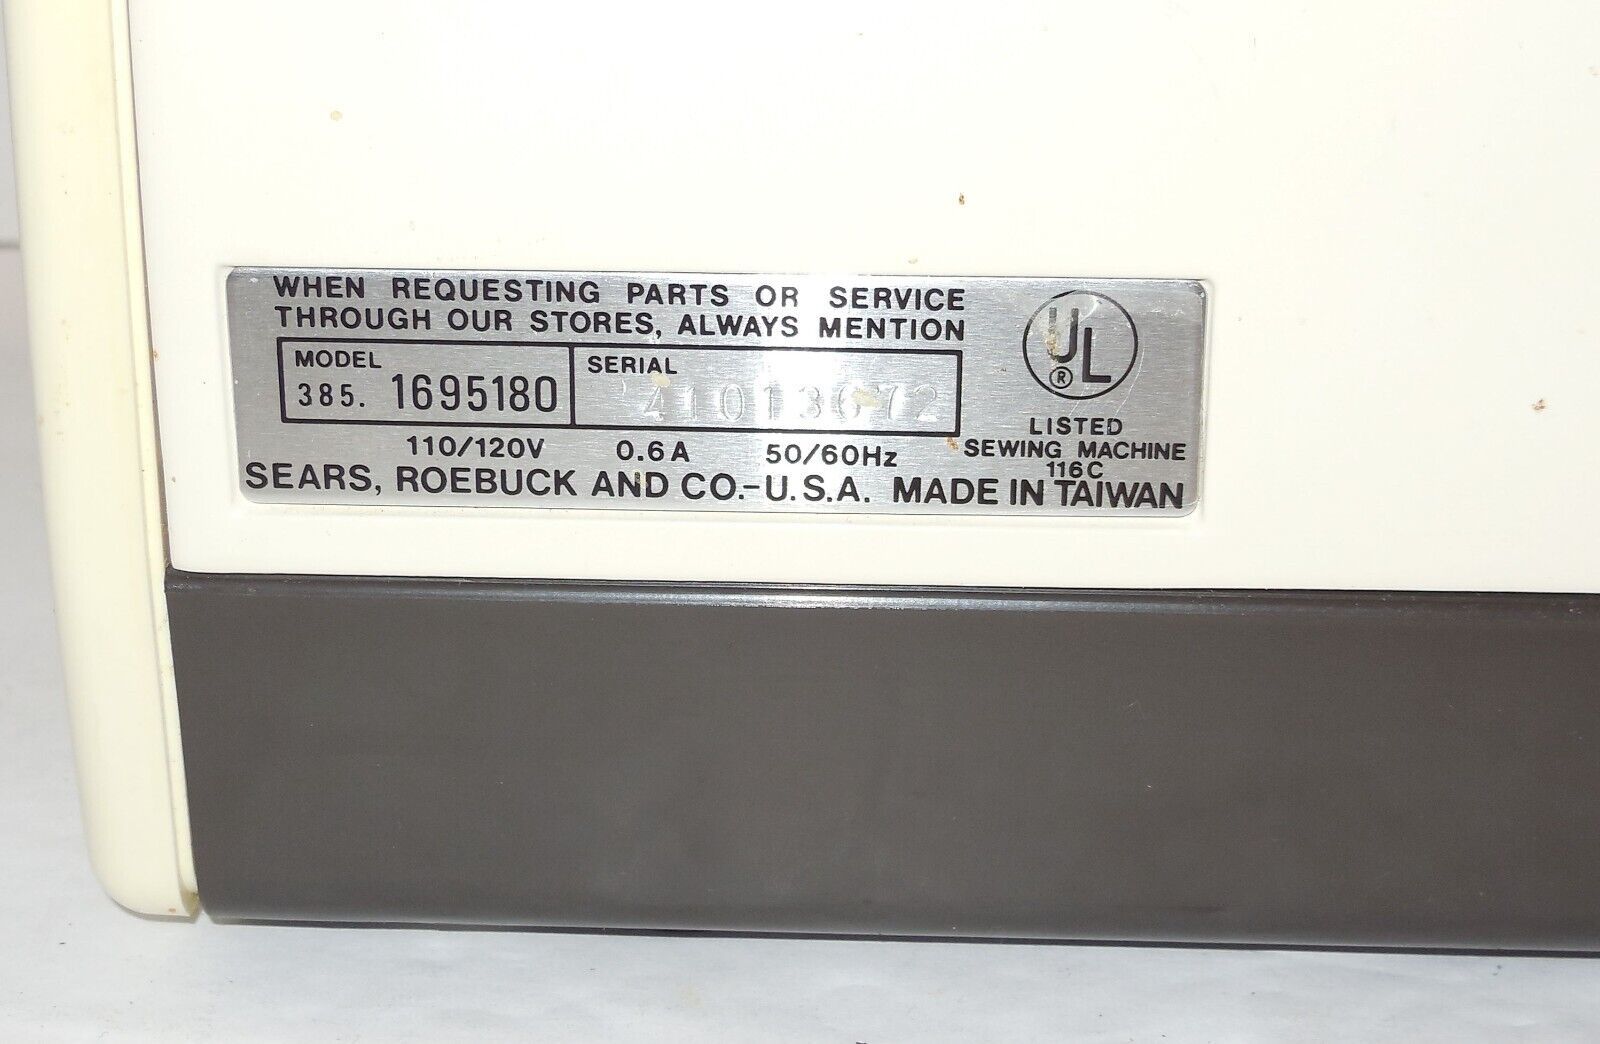 WHEN REQUESTING PARTS OR SERVICE
THROUGH OUR STORES, ALWAYS MENTION
MODEL
385. 1695180
SERIAL
41013672
UL
®
LISTED
SEWING MACHINE
116C
110/120V 0.6A 50/60Hz
SEARS, ROEBUCK AND CO.-U.S.A. MADE IN TAIWAN